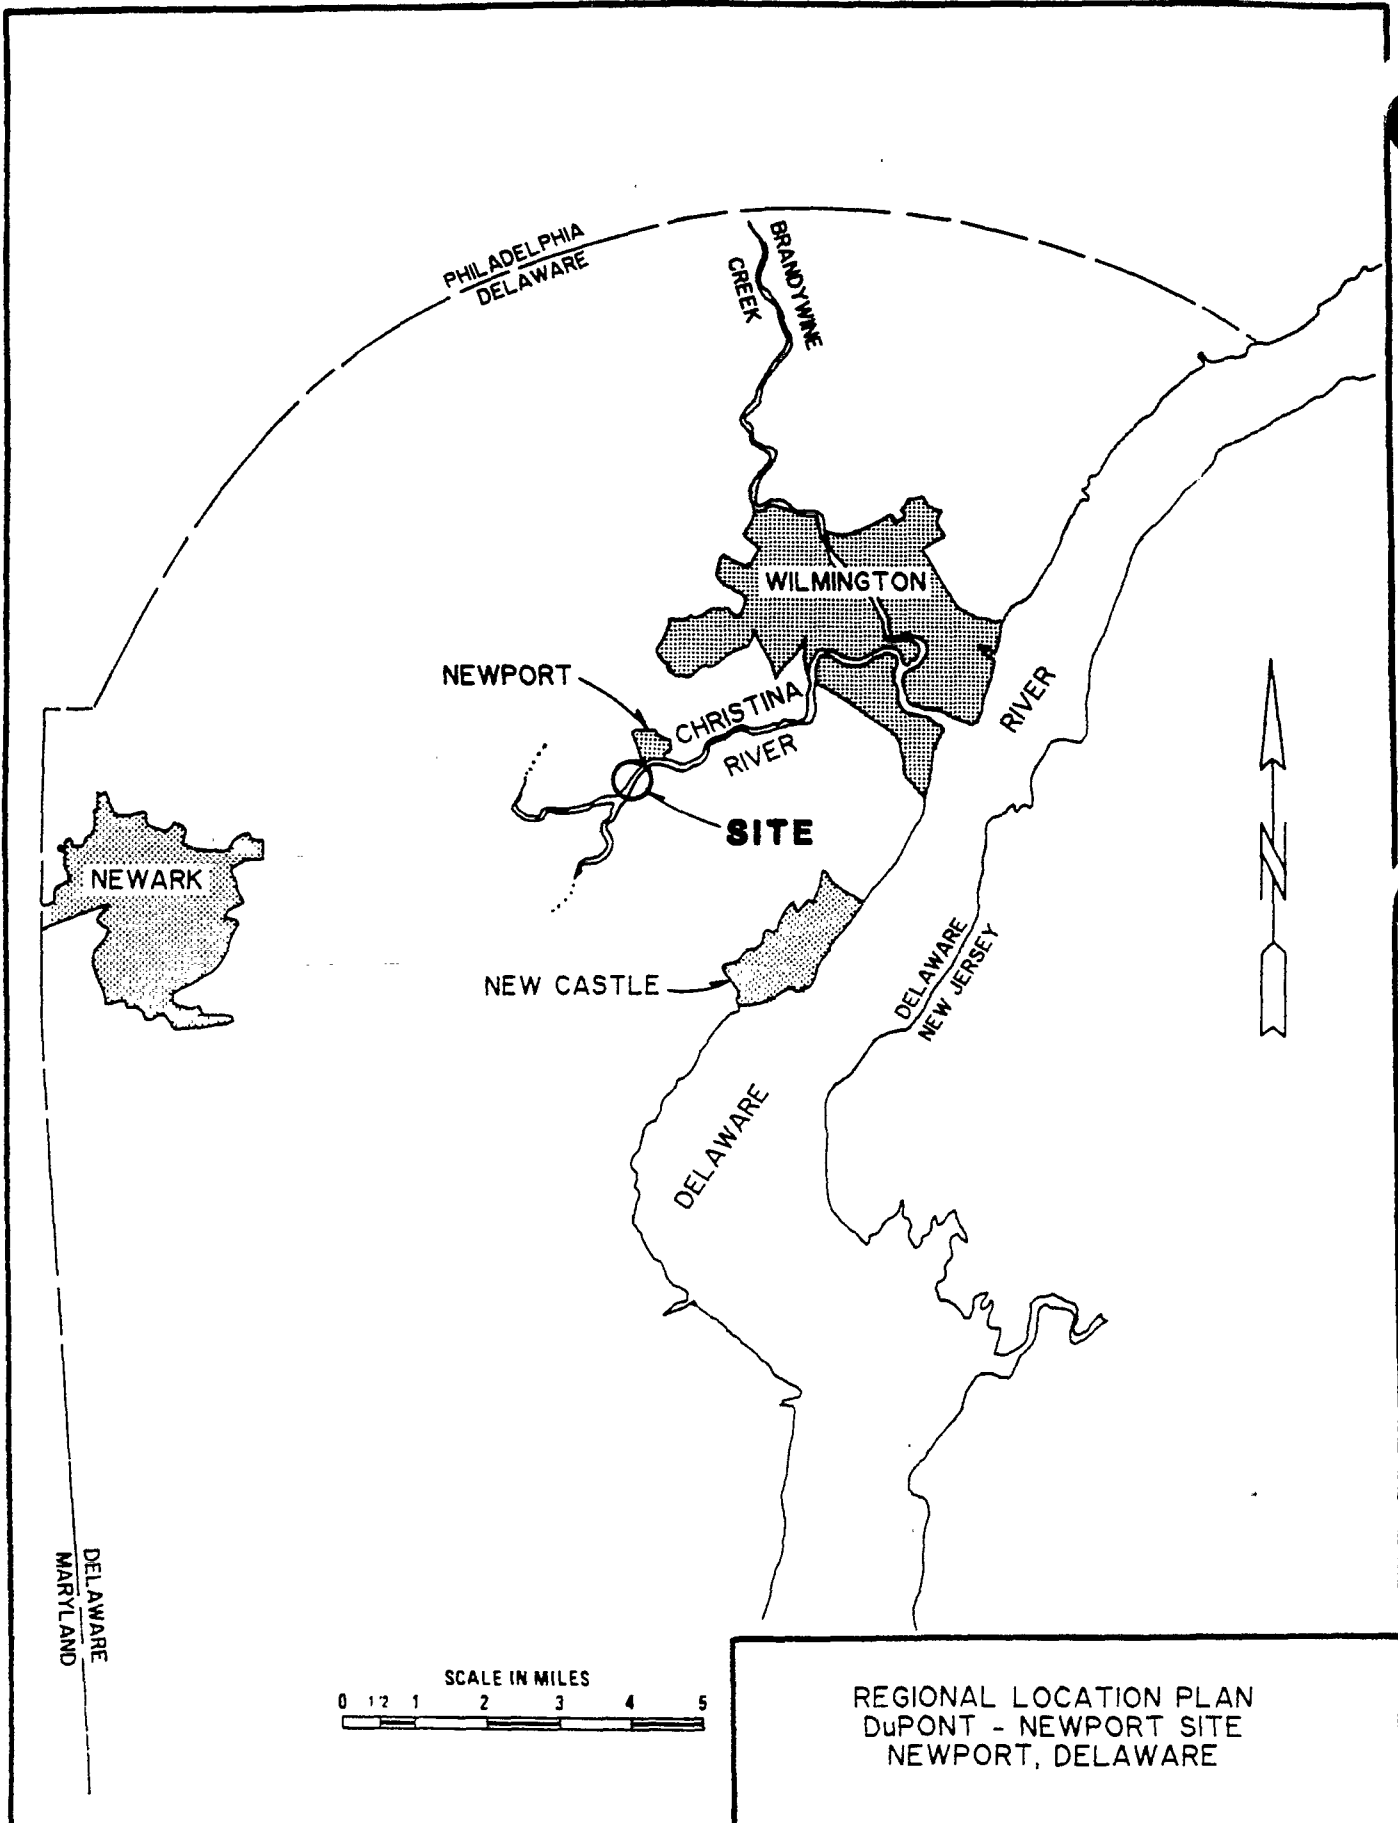 PHILADELPHIA
DELAWARE
BRANDYWINE
CREEK
WILMINGTON
NEWPORT
CHRISTINA
RIVER
RIVER
SITE
NEWARK
NEW CASTLE
DELAWARE
NEW JERSEY
N
DELAWARE
DELAWARE
MARYLAND
SCALE IN MILES
0 1 2 1 2 3 4 5
REGIONAL LOCATION PLAN
DuPONT - NEWPORT SITE
NEWPORT, DELAWARE